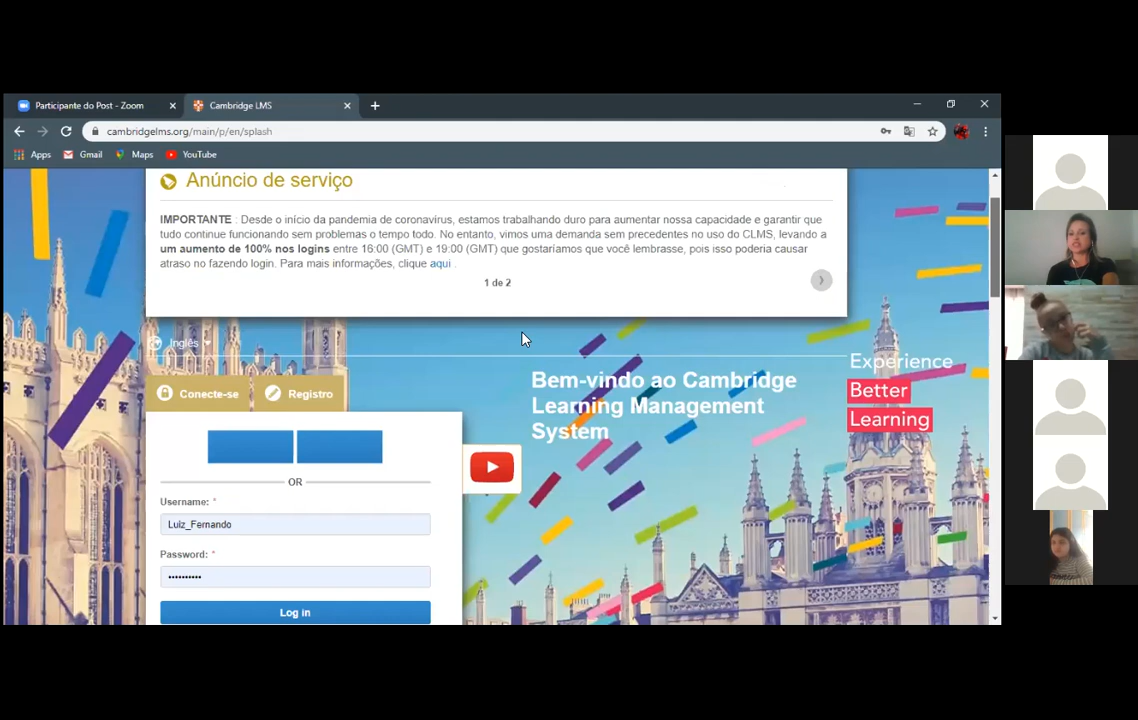 Participante do Post - Zoom
Cambridge LMS
cambridgelms.org/main/p/en/splash
Apps
Gmail
Maps
YouTube
Anúncio de serviço
IMPORTANTE : Desde o início da pandemia de coronavírus, estamos trabalhando duro para aumentar nossa capacidade e garantir que
tudo continue funcionando sem problemas o tempo todo. No entanto, vimos uma demanda sem precedentes no uso do CLMS, levando a
um aumento de 100% nos logins entre 16:00 (GMT) e 19:00 (GMT) que gostaríamos que você lembrasse, pois isso poderia causar
atraso no fazendo login. Para mais informações, clique aqui .
1 de 2
Inglês
Conecte-se
Registro
Bem-vindo ao Cambridge
Learning Management
System
Experience
Better
Learning
OR
Username: *
Luiz_Fernando
Password: *
••••••••••
Log in